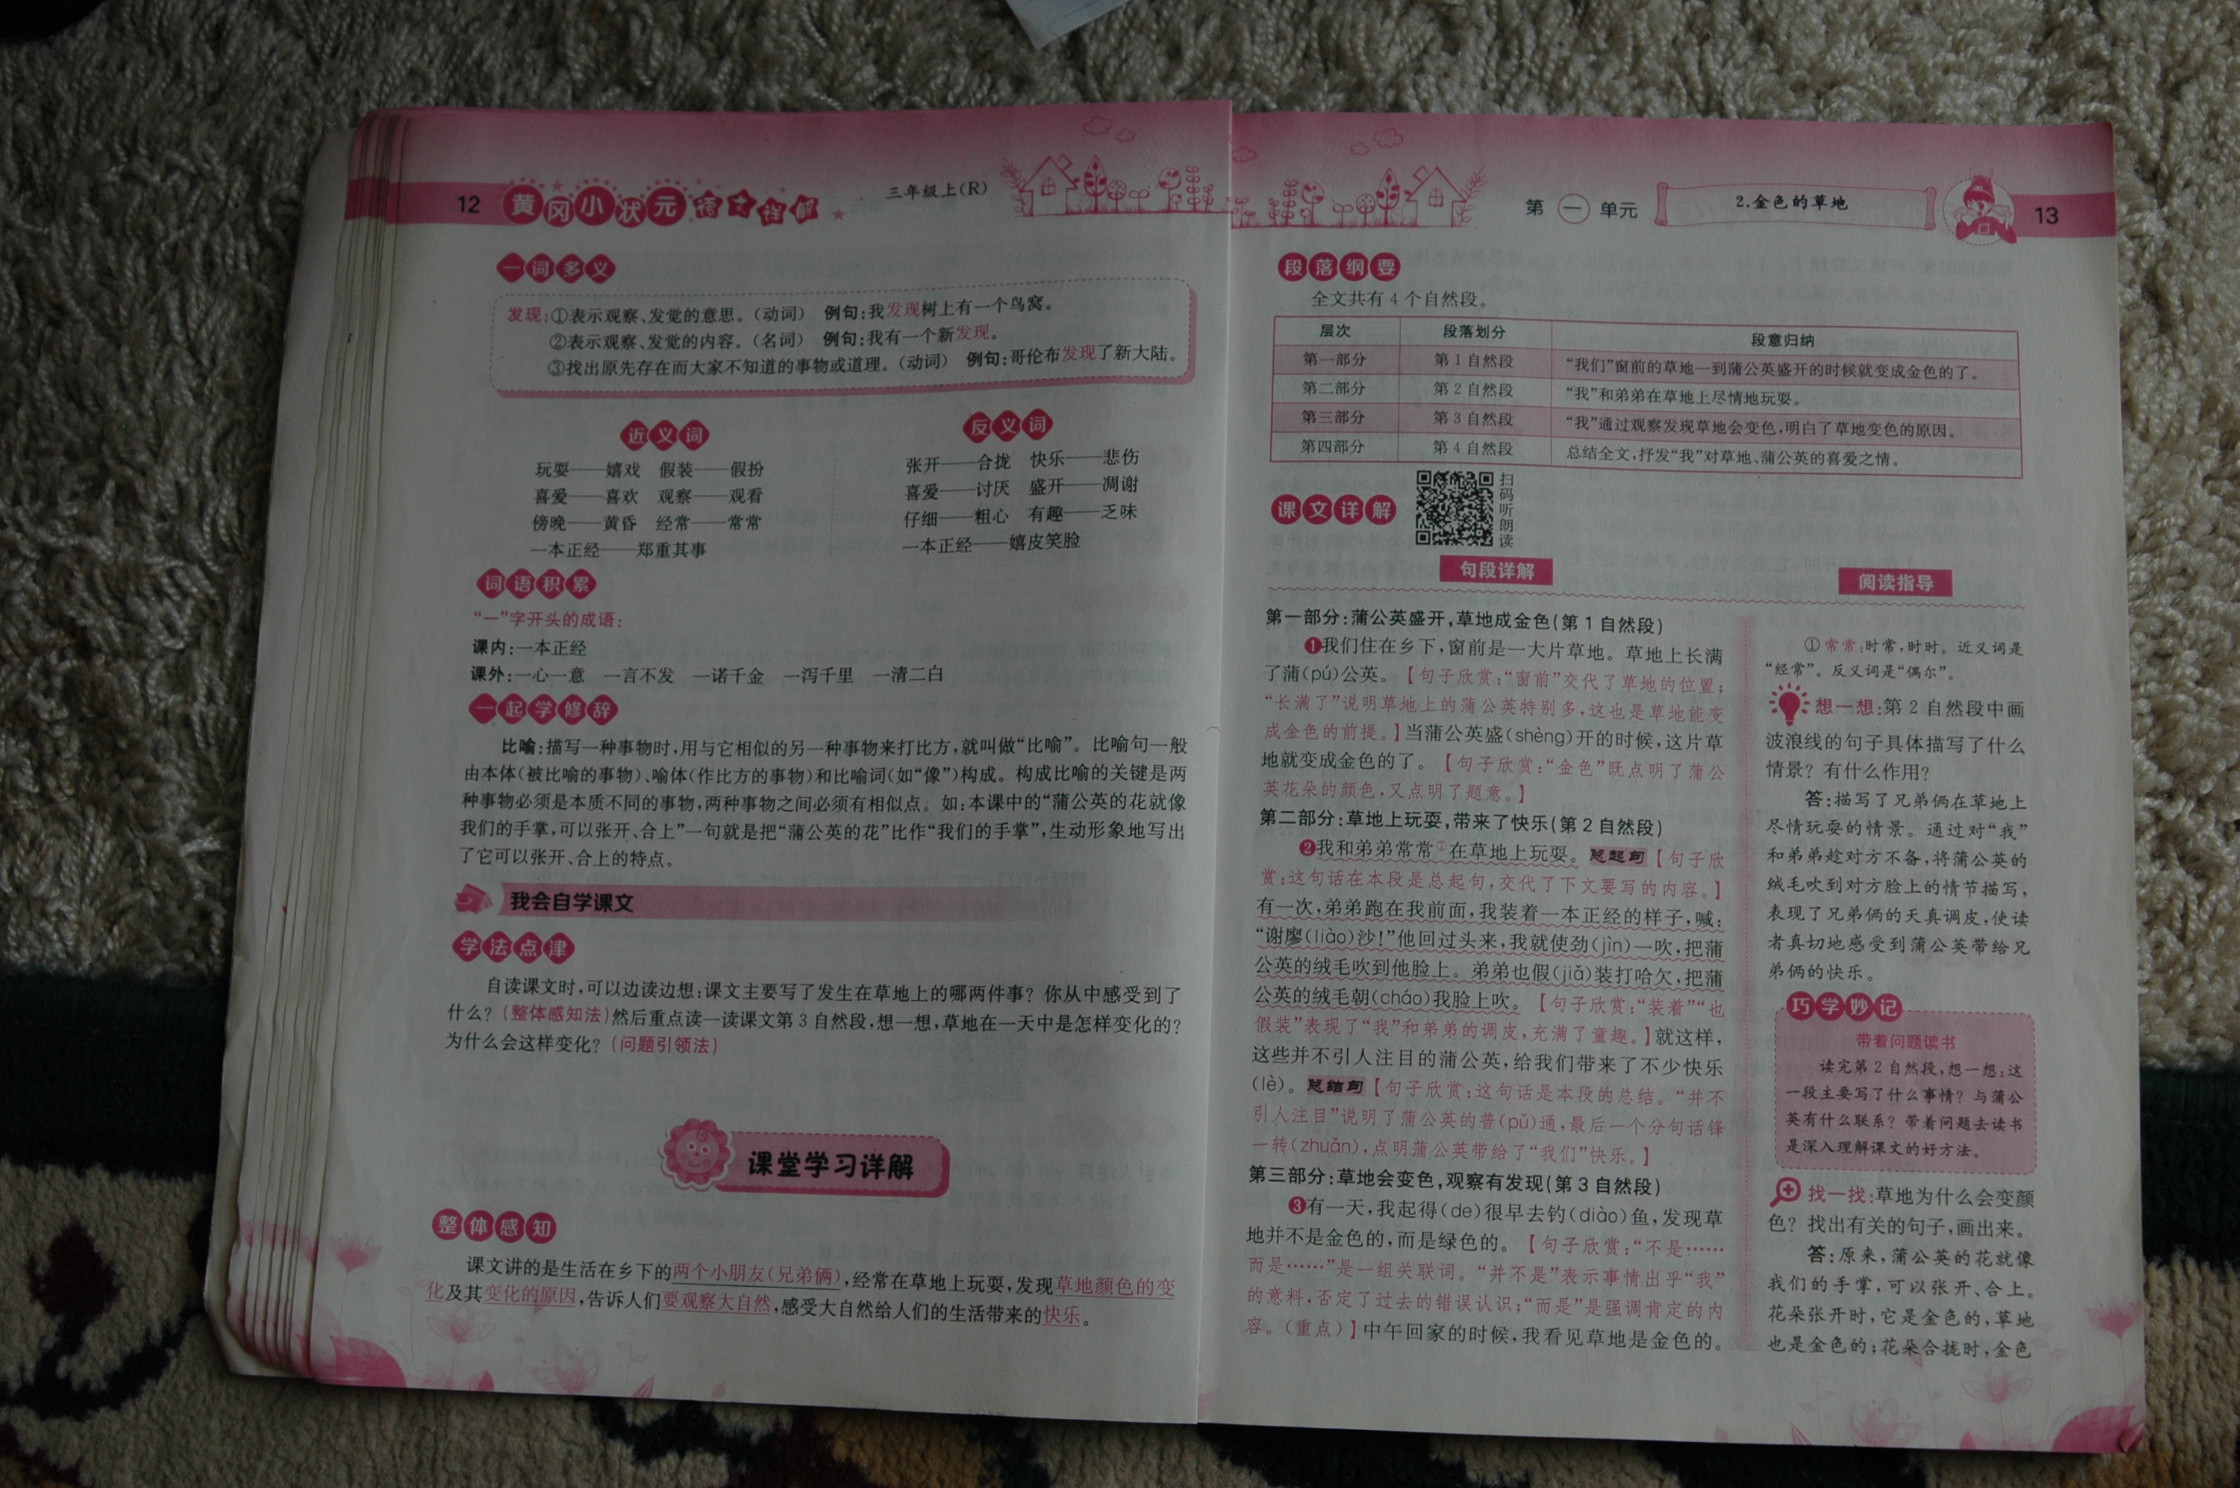 12 黄冈小状元 语文详解 三年级上(R)
一词多义
发现:①表示观察、发觉的意思。(动词) 例句:我发现树上有一个鸟窝。
②表示观察、发觉的内容。(名词) 例句:我有一个新发现。
③找出原先存在而大家不知道的事物或道理。(动词) 例句:哥伦布发现了新大陆。
近义词
玩耍——嬉戏 假装——假扮
喜爱——喜欢 观察——观看
傍晚——黄昏 经常——常常
一本正经——郑重其事
反义词
张开——合拢 快乐——悲伤
喜爱——讨厌 盛开——凋谢
仔细——粗心 有趣——乏味
一本正经——嬉皮笑脸
词语积累
“一”字开头的成语:
课内:一本正经
课外:一心一意 一言不发 一诺千金 一泻千里 一清二白
一起学修辞
比喻:描写一种事物时,用与它相似的另一种事物来打比方,就叫做“比喻”。比喻句一般
由本体(被比喻的事物)、喻体(作比方的事物)和比喻词(如“像”)构成。构成比喻的关键是两
种事物必须是本质不同的事物,两种事物之间必须有相似点。如:本课中的“蒲公英的花就像
我们的手掌,可以张开、合上”一句就是把“蒲公英的花”比作“我们的手掌”,生动形象地写出
了它可以张开、合上的特点。
我会自学课文
学法点津
自读课文时,可以边读边想:课文主要写了发生在草地上的哪两件事?你从中感受到了
什么?(整体感知法)然后重点读一读课文第3自然段,想一想,草地在一天中是怎样变化的?
为什么会这样变化?(问题引领法)
课堂学习详解
整体感知
课文讲的是生活在乡下的两个小朋友(兄弟俩),经常在草地上玩耍,发现草地颜色的变
化及其变化的原因,告诉人们要观察大自然,感受大自然给人们的生活带来的快乐。
第一单元 2.金色的草地 13
段落纲要
全文共有4个自然段。
层次 段落划分 段意归纳
第一部分 第1自然段 “我们”窗前的草地一到蒲公英盛开的时候就变成金色的了。
第二部分 第2自然段 “我”和弟弟在草地上尽情地玩耍。
第三部分 第3自然段 “我”通过观察发现草地会变色,明白了草地变色的原因。
第四部分 第4自然段 总结全文,抒发“我”对草地、蒲公英的喜爱之情。
课文详解
扫
码
听
朗
读
句段详解
第一部分:蒲公英盛开,草地成金色(第1自然段)
❶我们住在乡下,窗前是一大片草地。草地上长满
了蒲(pú)公英。【句子欣赏:“窗前”交代了草地的位置;
“长满了”说明草地上的蒲公英特别多,这也是草地能变
成金色的前提。】当蒲公英盛(shèng)开的时候,这片草
地就变成金色的了。【句子欣赏:“金色”既点明了蒲公
英花朵的颜色,又点明了题意。】
第二部分:草地上玩耍,带来了快乐(第2自然段)
❷我和弟弟常常①在草地上玩耍。总起句【句子欣
赏:这句话在本段是总起句,交代了下文要写的内容。】
有一次,弟弟跑在我前面,我装着一本正经的样子,喊:
“谢廖(liào)沙!”他回过头来,我就使劲(jìn)一吹,把蒲
公英的绒毛吹到他脸上。弟弟也假(jiǎ)装打哈欠,把蒲
公英的绒毛朝(cháo)我脸上吹。【句子欣赏:“装着”“也
假装”表现了“我”和弟弟的调皮,充满了童趣。】就这样,
这些并不引人注目的蒲公英,给我们带来了不少快乐
(lè)。总结句【句子欣赏:这句话是本段的总结。“并不
引人注目”说明了蒲公英的普(pǔ)通,最后一个分句话锋
一转(zhuǎn),点明蒲公英带给了“我们”快乐。】
第三部分:草地会变色,观察有发现(第3自然段)
❸有一天,我起得(de)很早去钓(diào)鱼,发现草
地并不是金色的,而是绿色的。【句子欣赏:“不是……
而是……”是一组关联词。“并不是”表示事情出乎“我”
的意料,否定了过去的错误认识;“而是”是强调肯定的内
容。(重点)】中午回家的时候,我看见草地是金色的。
阅读指导
①常常:时常,时时。近义词是
“经常”。反义词是“偶尔”。
想一想:第2自然段中画
波浪线的句子具体描写了什么
情景?有什么作用?
答:描写了兄弟俩在草地上
尽情玩耍的情景。通过对“我”
和弟弟趁对方不备,将蒲公英的
绒毛吹到对方脸上的情节描写,
表现了兄弟俩的天真调皮,使读
者真切地感受到蒲公英带给兄
弟俩的快乐。
巧学妙记
带着问题读书
读完第2自然段,想一想:这
一段主要写了什么事情?与蒲公
英有什么联系?带着问题去读书
是深入理解课文的好方法。
找一找:草地为什么会变颜
色?找出有关的句子,画出来。
答:原来,蒲公英的花就像
我们的手掌,可以张开、合上。
花朵张开时,它是金色的,草地
也是金色的;花朵合拢时,金色